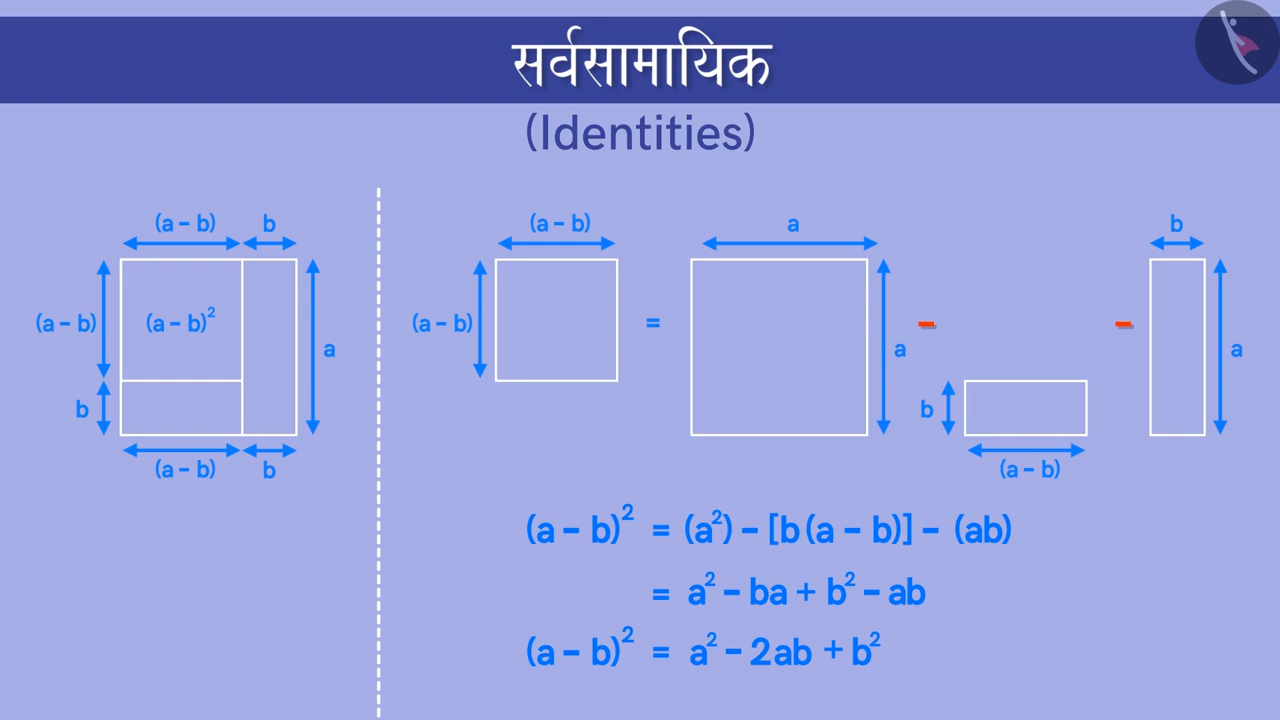 सर्वसामायिक
(Identities)
(a – b) b
(a – b)
(a – b)²
b
a
(a – b) b
(a – b)
(a – b)
=
a
a
–
b
(a – b)
–
b
a
(a – b)² = (a²) – [b (a – b)] – (ab)
= a² – ba + b² – ab
(a – b)² = a² – 2ab + b²